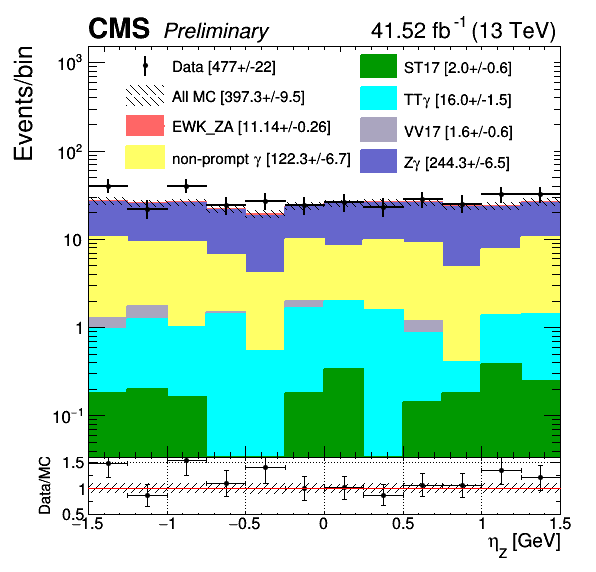 CMS Preliminary 41.52 fb⁻¹ (13 TeV)
Events/bin
Data [477+/-22]
All MC [397.3+/-9.5]
EWK_ZA [11.14+/-0.26]
non-prompt γ [122.3+/-6.7]
ST17 [2.0+/-0.6]
TTγ [16.0+/-1.5]
VV17 [1.6+/-0.6]
Zγ [244.3+/-6.5]
10³
10²
10
1
10⁻¹
Data/MC
1.5
1
0.5
−1.5 −1 −0.5 0 0.5 1 1.5
η_Z [GeV]